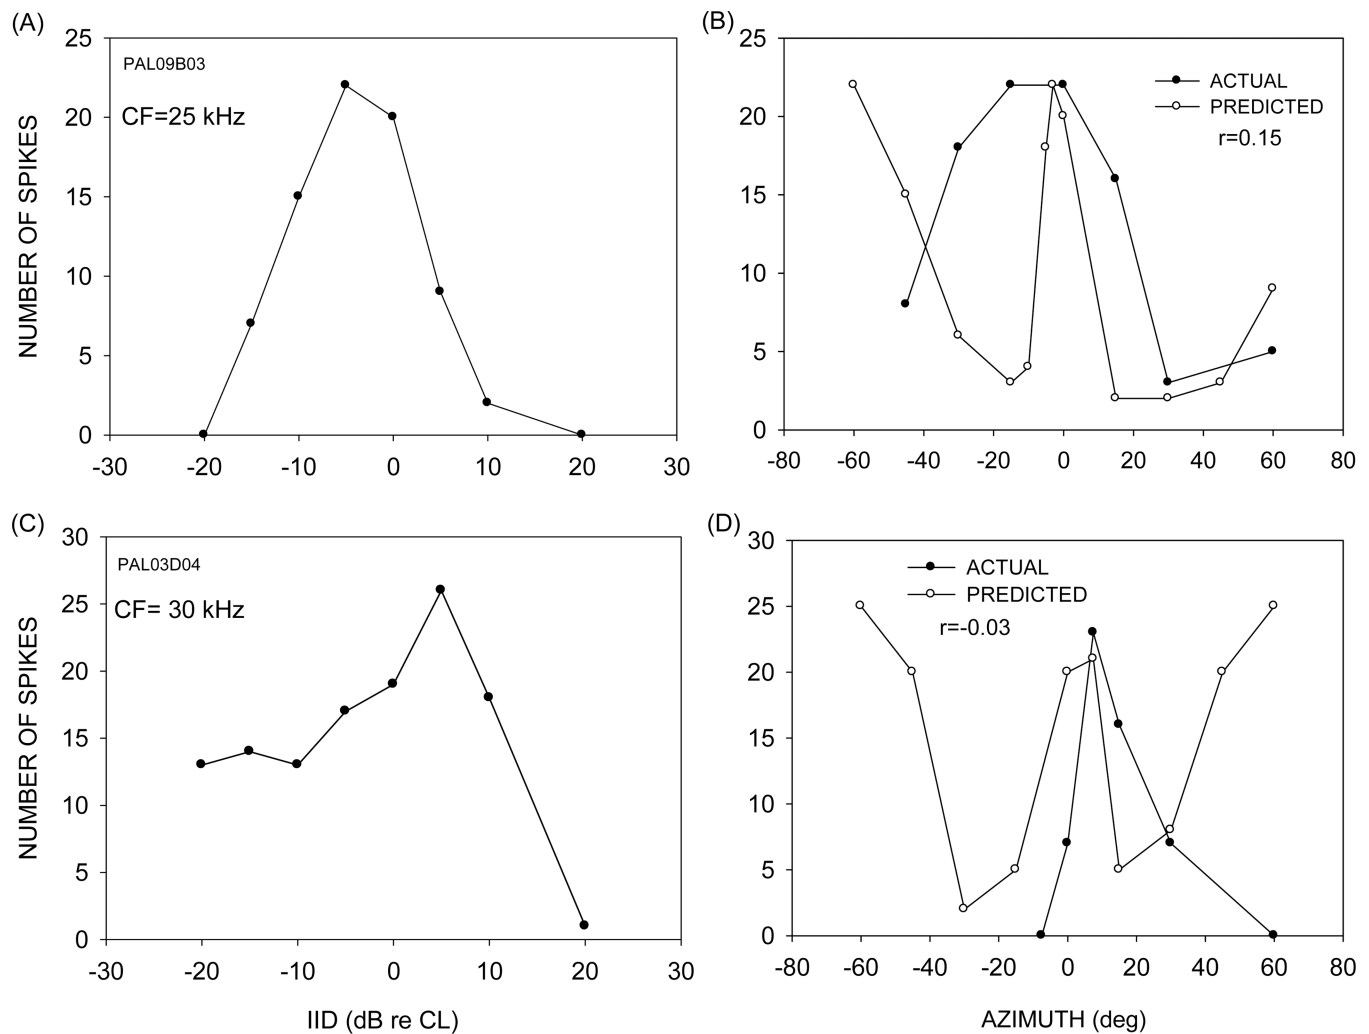 (A)
25
20
15
10
5
0
NUMBER OF SPIKES
PAL09B03
CF=25 kHz
-30 -20 -10 0 10 20 30
(B)
25
20
15
10
5
0
ACTUAL
PREDICTED
r=0.15
-80 -60 -40 -20 0 20 40 60 80
(C)
30
25
20
15
10
5
0
NUMBER OF SPIKES
PAL03D04
CF= 30 kHz
-30 -20 -10 0 10 20 30
IID (dB re CL)
(D)
30
25
20
15
10
5
0
ACTUAL
PREDICTED
r=-0.03
-80 -60 -40 -20 0 20 40 60 80
AZIMUTH (deg)